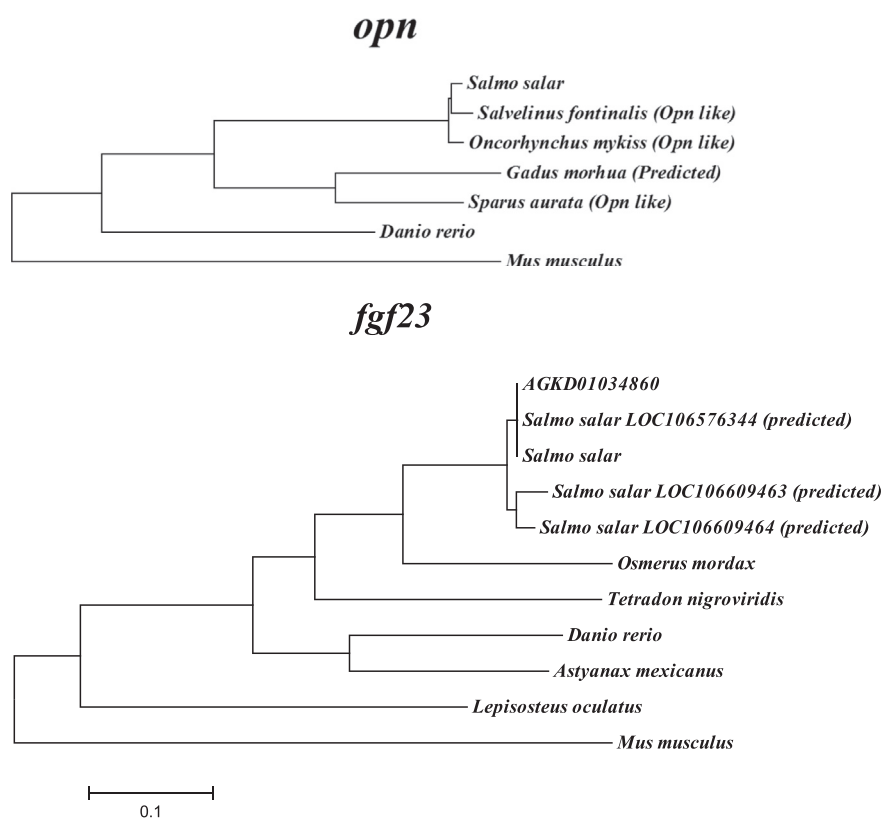 opn
Salmo salar
Salvelinus fontinalis (Opn like)
Oncorhynchus mykiss (Opn like)
Gadus morhua (Predicted)
Sparus aurata (Opn like)
Danio rerio
Mus musculus
fgf23
AGKD01034860
Salmo salar LOC106576344 (predicted)
Salmo salar
Salmo salar LOC106609463 (predicted)
Salmo salar LOC106609464 (predicted)
Osmerus mordax
Tetradon nigroviridis
Danio rerio
Astyanax mexicanus
Lepisosteus oculatus
Mus musculus
0.1